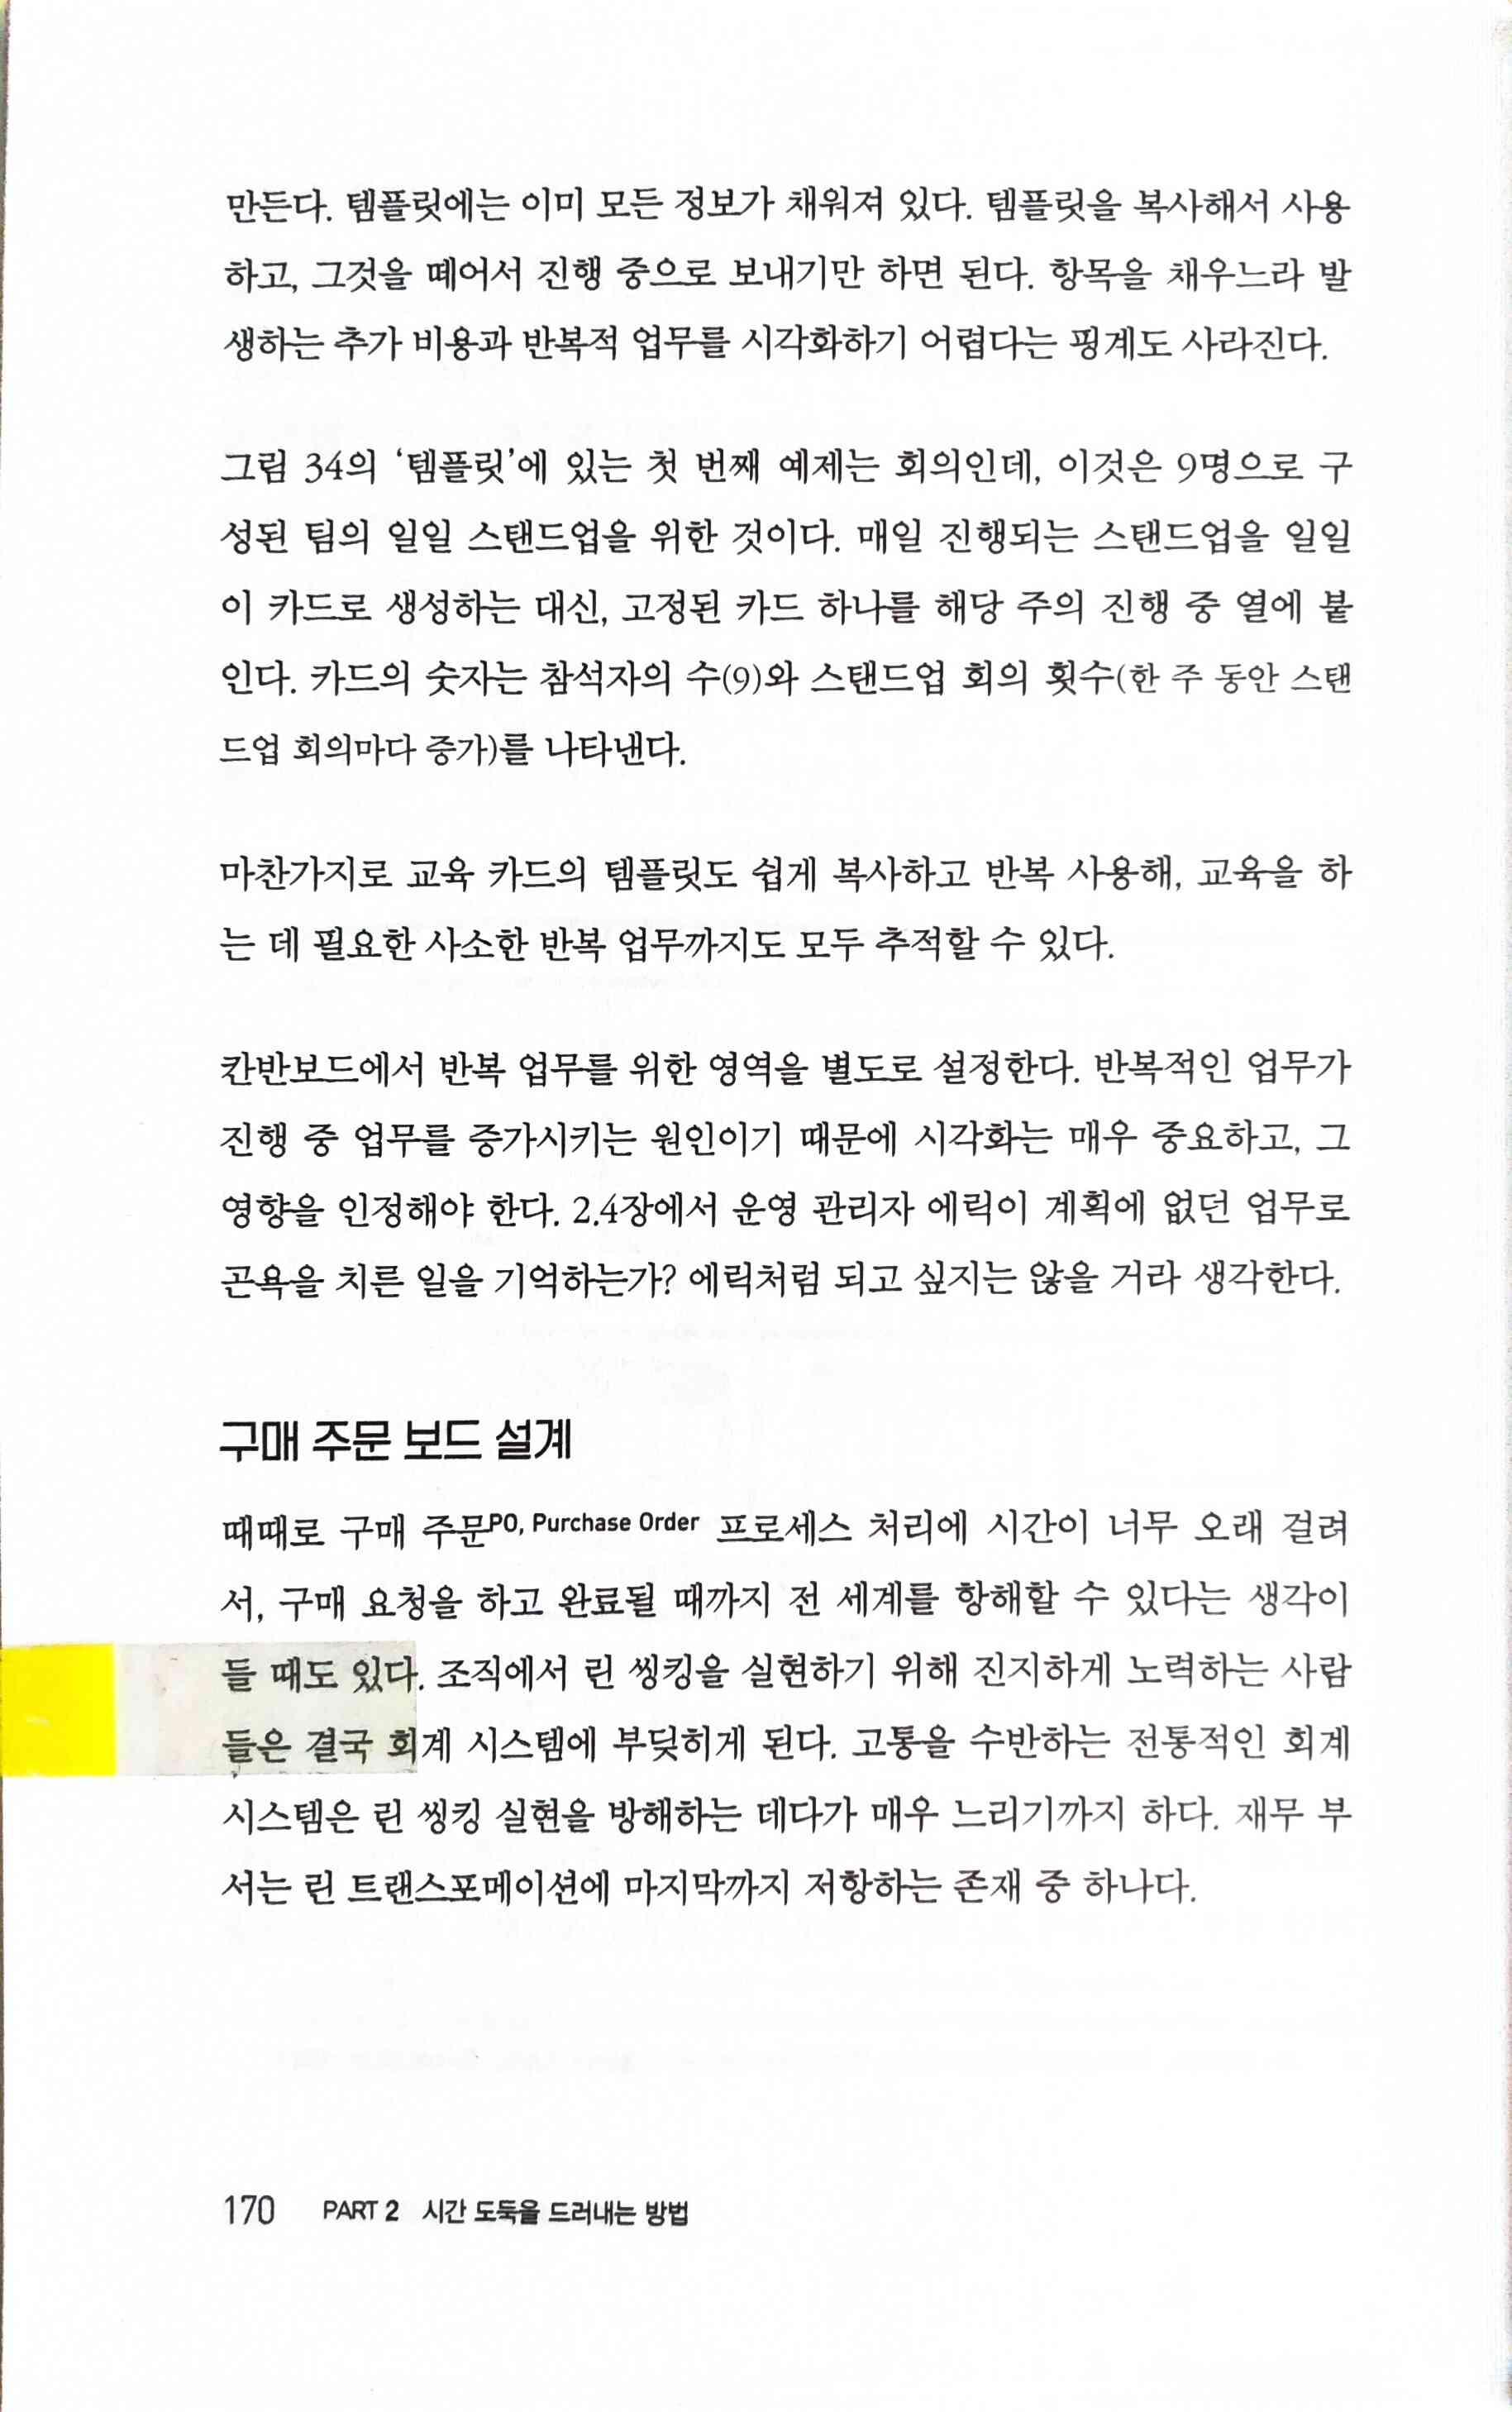 만든다. 템플릿에는 이미 모든 정보가 채워져 있다. 템플릿을 복사해서 사용
하고, 그것을 떼어서 진행 중으로 보내기만 하면 된다. 항목을 채우느라 발
생하는 추가 비용과 반복적 업무를 시각화하기 어렵다는 핑계도 사라진다.
그림 34의 ‘템플릿’에 있는 첫 번째 예제는 회의인데, 이것은 9명으로 구
성된 팀의 일일 스탠드업을 위한 것이다. 매일 진행되는 스탠드업을 일일
이 카드로 생성하는 대신, 고정된 카드 하나를 해당 주의 진행 중 열에 붙
인다. 카드의 숫자는 참석자의 수(9)와 스탠드업 회의 횟수(한 주 동안 스탠
드업 회의마다 증가)를 나타낸다.
마찬가지로 교육 카드의 템플릿도 쉽게 복사하고 반복 사용해, 교육을 하
는 데 필요한 사소한 반복 업무까지도 모두 추적할 수 있다.
칸반보드에서 반복 업무를 위한 영역을 별도로 설정한다. 반복적인 업무가
진행 중 업무를 증가시키는 원인이기 때문에 시각화는 매우 중요하고, 그
영향을 인정해야 한다. 2.4장에서 운영 관리자 에릭이 계획에 없던 업무로
곤욕을 치른 일을 기억하는가? 에릭처럼 되고 싶지는 않을 거라 생각한다.
구매 주문 보드 설계
때때로 구매 주문PO, Purchase Order 프로세스 처리에 시간이 너무 오래 걸려
서, 구매 요청을 하고 완료될 때까지 전 세계를 항해할 수 있다는 생각이
들 때도 있다. 조직에서 린 씽킹을 실현하기 위해 진지하게 노력하는 사람
들은 결국 회계 시스템에 부딪히게 된다. 고통을 수반하는 전통적인 회계
시스템은 린 씽킹 실현을 방해하는 데다가 매우 느리기까지 하다. 재무 부
서는 린 트랜스포메이션에 마지막까지 저항하는 존재 중 하나다.
170 PART 2 시간 도둑을 드러내는 방법